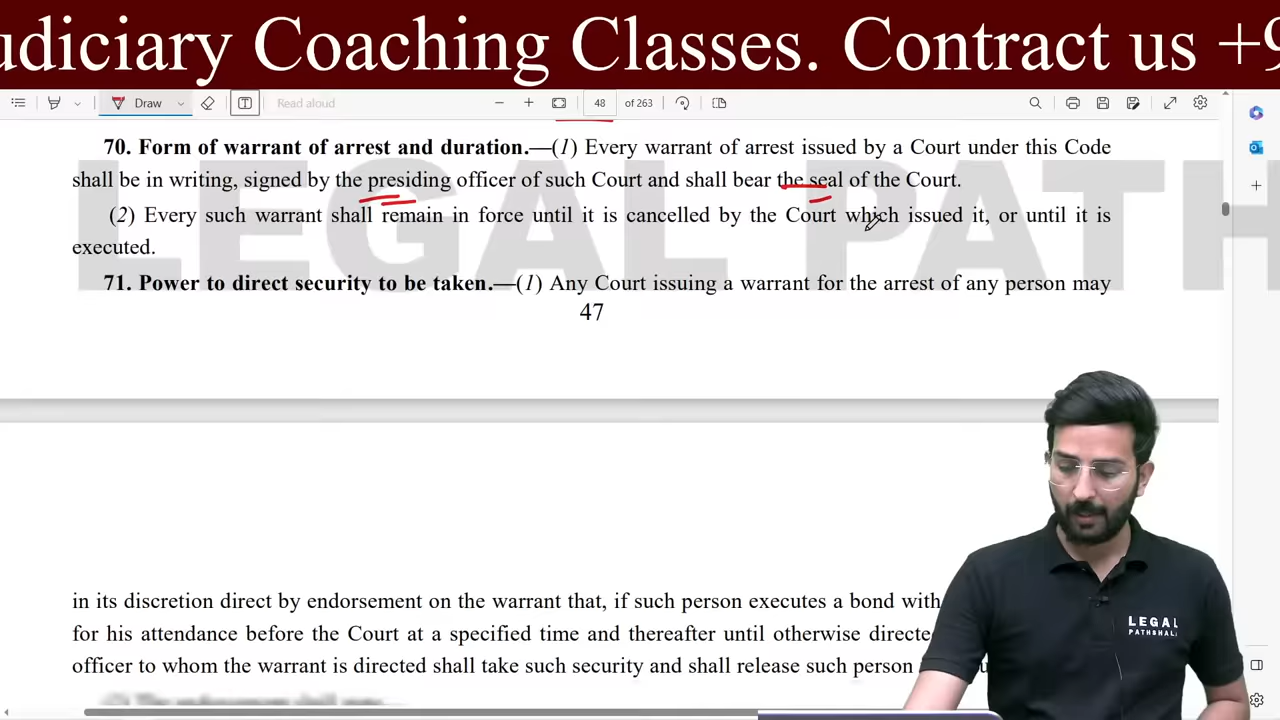 udiciary Coaching Classes. Contract us +9
Draw
Read aloud
48 of 263
70. Form of warrant of arrest and duration.—(1) Every warrant of arrest issued by a Court under this Code
shall be in writing, signed by the presiding officer of such Court and shall bear the seal of the Court.
(2) Every such warrant shall remain in force until it is cancelled by the Court which issued it, or until it is
executed.
LEGAL PATH
71. Power to direct security to be taken.—(1) Any Court issuing a warrant for the arrest of any person may
47
in its discretion direct by endorsement on the warrant that, if such person executes a bond with
for his attendance before the Court at a specified time and thereafter until otherwise directe
officer to whom the warrant is directed shall take such security and shall release such person
LEGAL
PATHSHALA